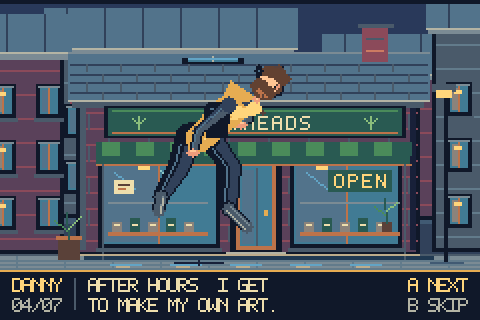 HEADS
OPEN
DANNY
04/07
AFTER HOURS I GET
TO MAKE MY OWN ART.
A NEXT
B SKIP